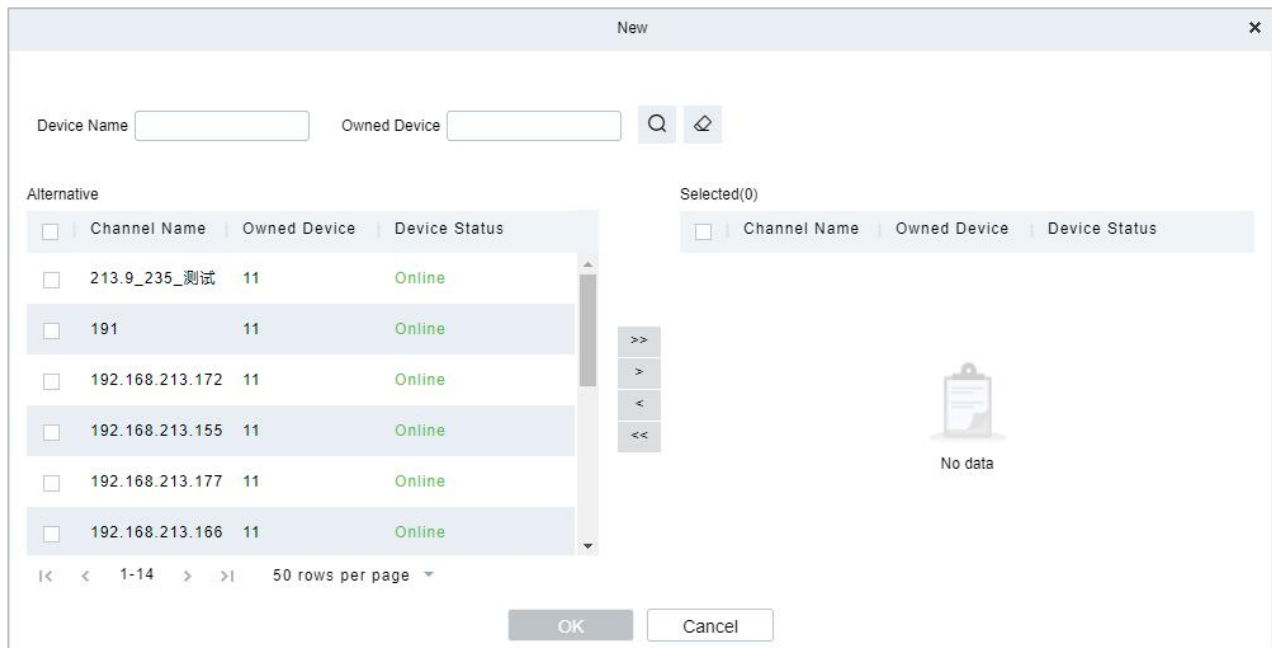 New
Device Name Owned Device
Alternative
Channel Name Owned Device Device Status
213.9_235_测试 11 Online
191 11 Online
192.168.213.172 11 Online
192.168.213.155 11 Online
192.168.213.177 11 Online
192.168.213.166 11 Online
1-14 50 rows per page
>>
>
<
<<
Selected(0)
Channel Name Owned Device Device Status
No data
OK Cancel